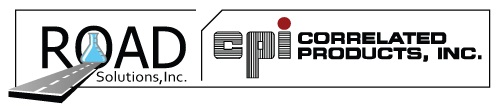 ROAD
Solutions,Inc.
cpi
CORRELATED
PRODUCTS, INC.